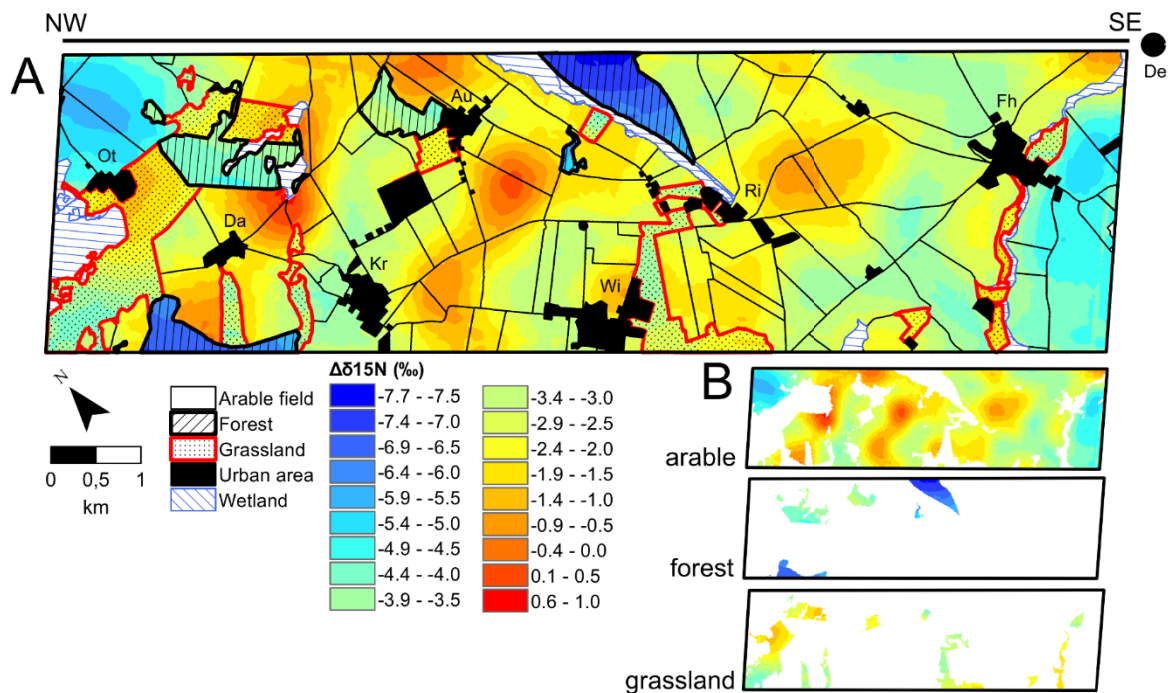 NW
SE
De
A
Au
Fh
Ot
Ri
Da
Kr
Wi
N
0 0,5 1
km
Arable field
Forest
Grassland
Urban area
Wetland
Δδ15N (‰)
-7.7 - -7.5
-7.4 - -7.0
-6.9 - -6.5
-6.4 - -6.0
-5.9 - -5.5
-5.4 - -5.0
-4.9 - -4.5
-4.4 - -4.0
-3.9 - -3.5
-3.4 - -3.0
-2.9 - -2.5
-2.4 - -2.0
-1.9 - -1.5
-1.4 - -1.0
-0.9 - -0.5
-0.4 - 0.0
0.1 - 0.5
0.6 - 1.0
B
arable
forest
grassland